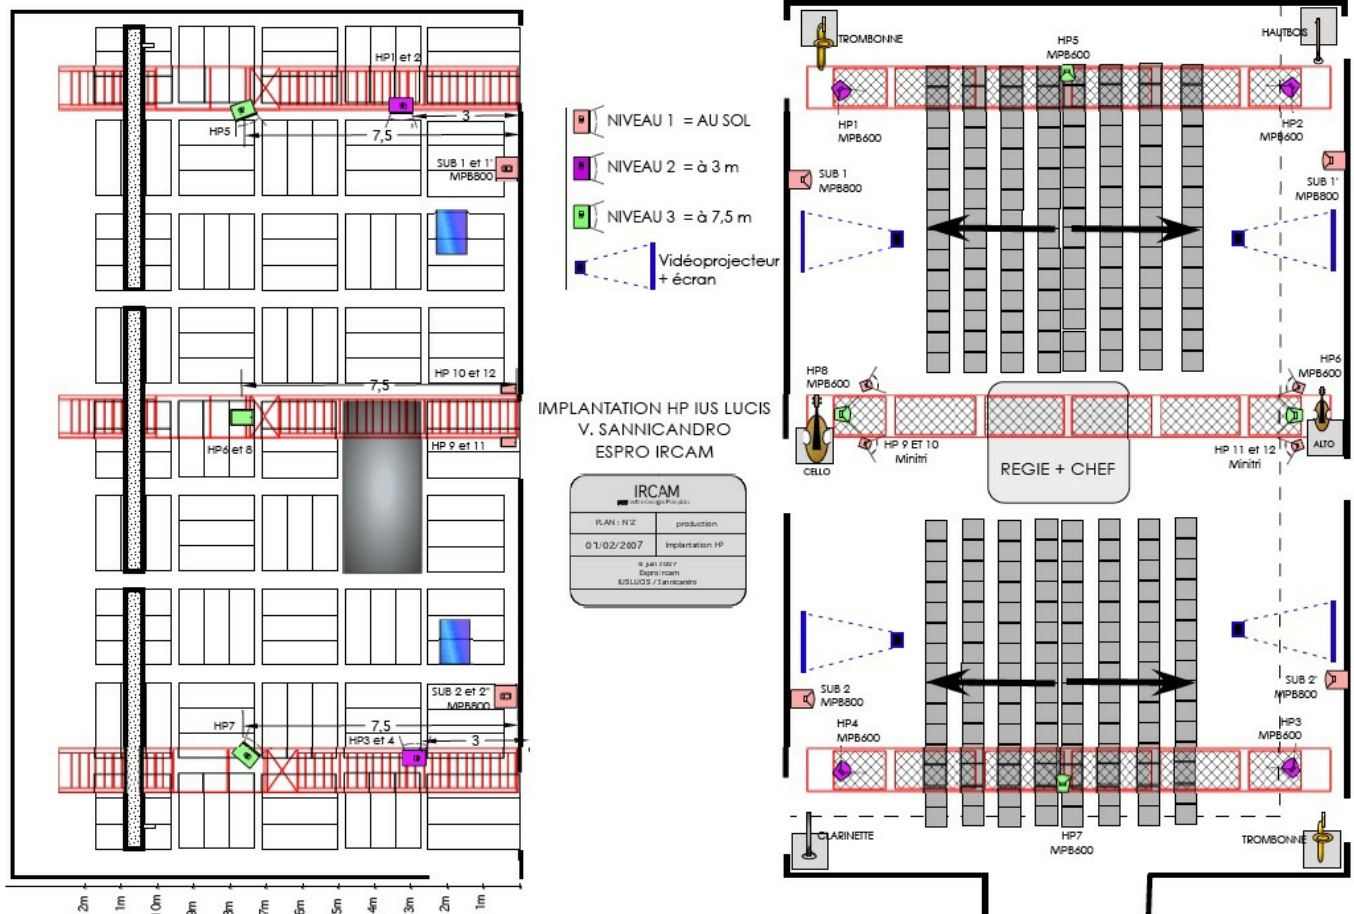 HP1 et 2
3
HP5
7,5
SUB 1 et 1'
MPB800
HP 10 et 12
7,5
HP6 et 8
HP 9 et 11
SUB 2 et 2"
MPB800
HP7
7,5
HP3 et 4
3
4m
3m
2m
1m
NIVEAU 1 = AU SOL
NIVEAU 2 = à 3 m
NIVEAU 3 = à 7,5 m
Vidéoprojecteur
+ écran
IMPLANTATION HP IUS LUCIS
V. SANNICANDRO
ESPRO IRCAM
IRCAM
PLAN : N°2
production
01/02/2007
Implantation HP
Espro Ircam
IUS LUCIS / Sannicandro
TROMBONNE
HP5
MPB600
HAUTBOIS
HP1
MPB600
HP2
MPB600
SUB 1
MPB800
SUB 1'
MPB800
HP8
MPB600
HP6
MPB600
HP 9 ET 10
Minitri
HP 11 et 12
Minitri
CELLO
ALTO
REGIE + CHEF
SUB 2
MPB800
SUB 2'
MPB800
HP4
MPB600
HP3
MPB600
CLARINETTE
HP7
MPB600
TROMBONNE